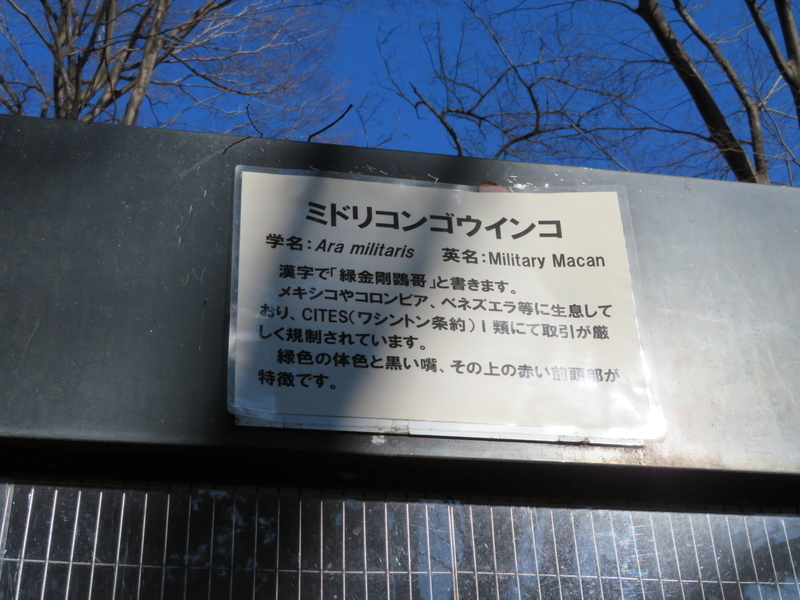 ミドリコンゴウインコ
学名：Ara militaris 英名：Military Macan
漢字で「緑金剛鸚哥」と書きます。
メキシコやコロンビア、ベネズエラ等に生息して
おり、CITES（ワシントン条約）Ⅰ類にて取引が厳
しく規制されています。
緑色の体色と黒い嘴、その上の赤い前頭部が
特徴です。